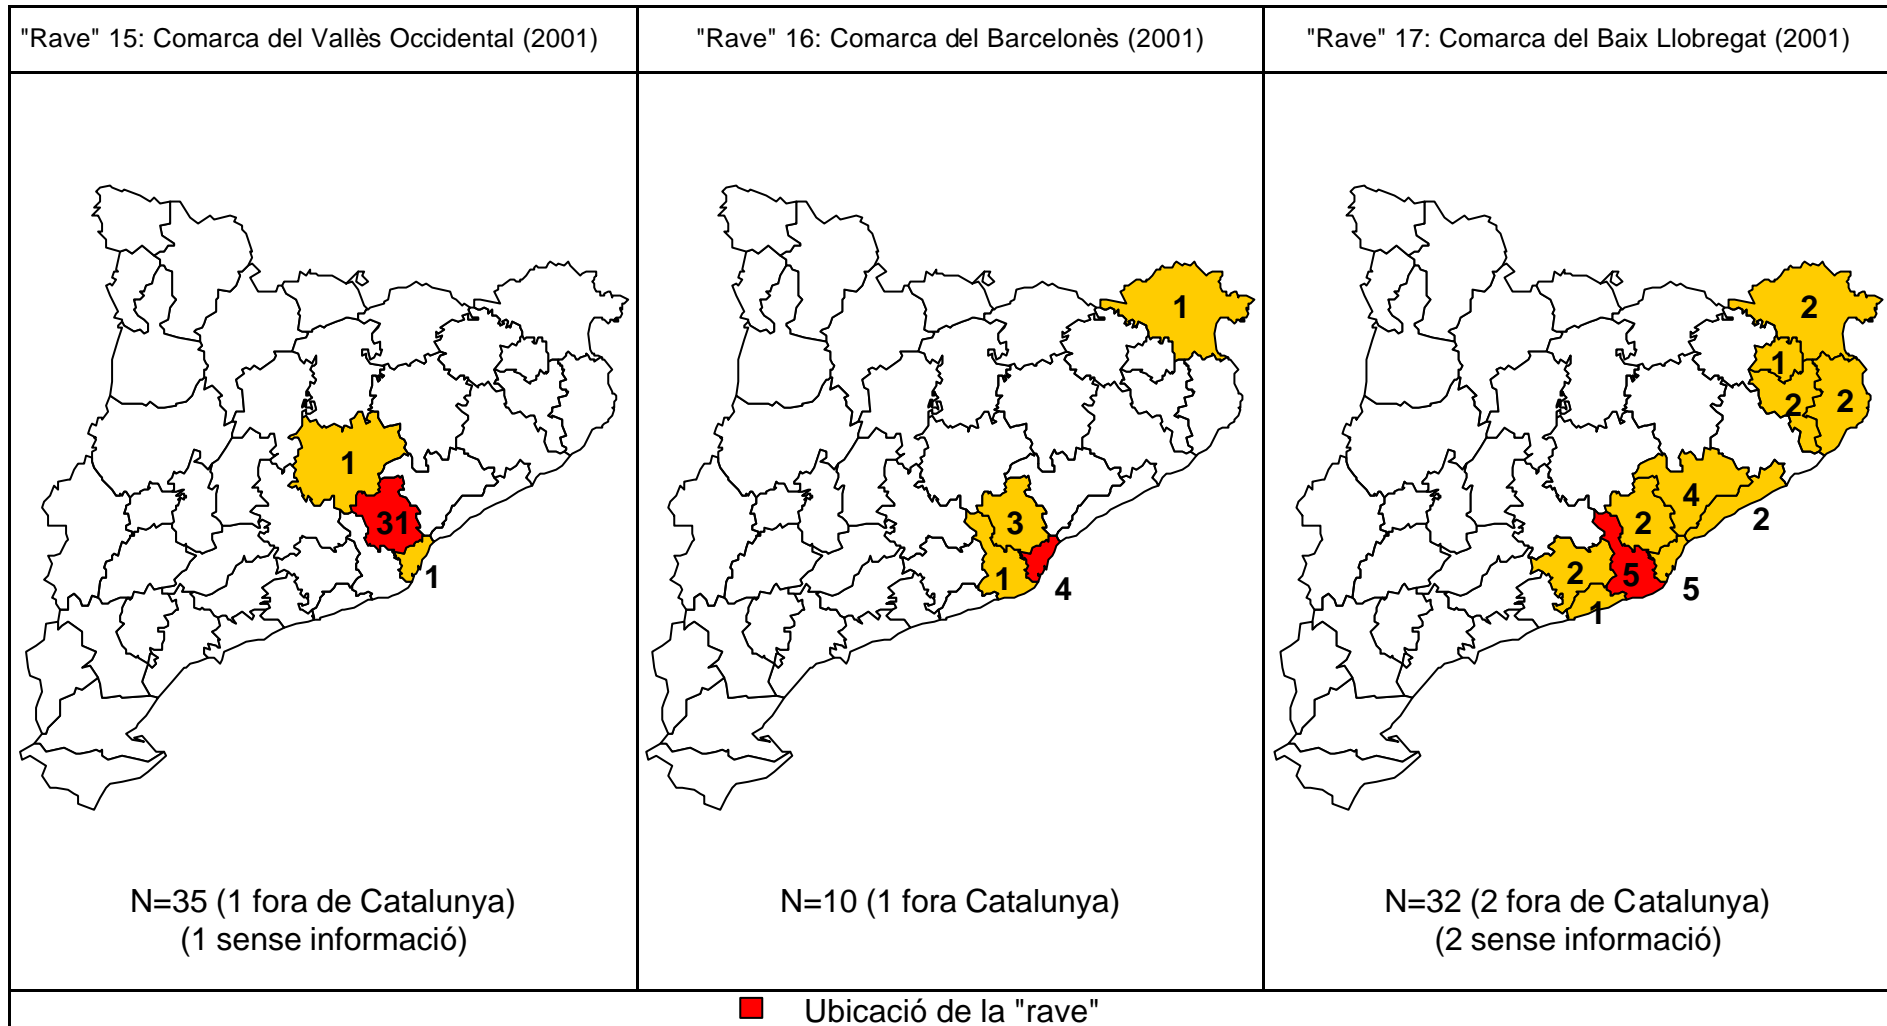 "Rave" 15: Comarca del Vallès Occidental (2001)
"Rave" 16: Comarca del Barcelonès (2001)
"Rave" 17: Comarca del Baix Llobregat (2001)
1
31
1
N=35 (1 fora de Catalunya)
(1 sense informació)
1
3
1
4
N=10 (1 fora Catalunya)
2
1
2
2
4
2
2
2
5
5
1
N=32 (2 fora de Catalunya)
(2 sense informació)
Ubicació de la "rave"